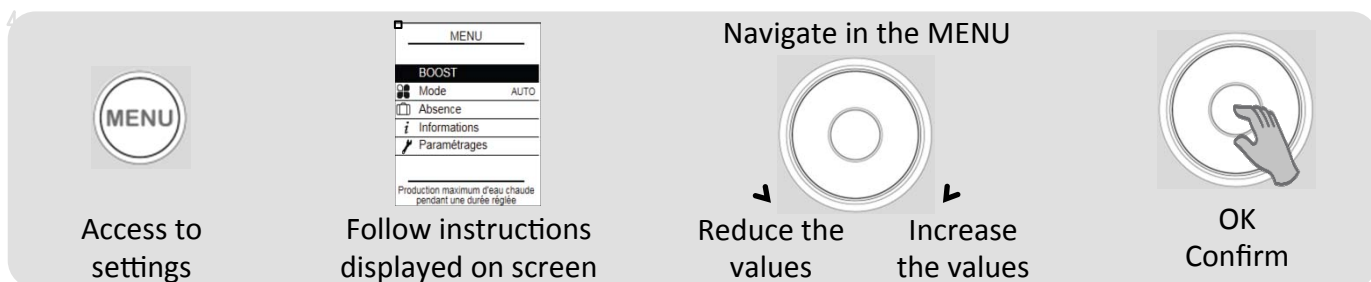 4
MENU
Access to
settings
MENU
BOOST
Mode AUTO
Absence
i Informations
Paramétrages
Production maximum d'eau chaude
pendant une durée réglée
Follow instructions
displayed on screen
Navigate in the MENU
Reduce the
values
Increase
the values
OK
Confirm